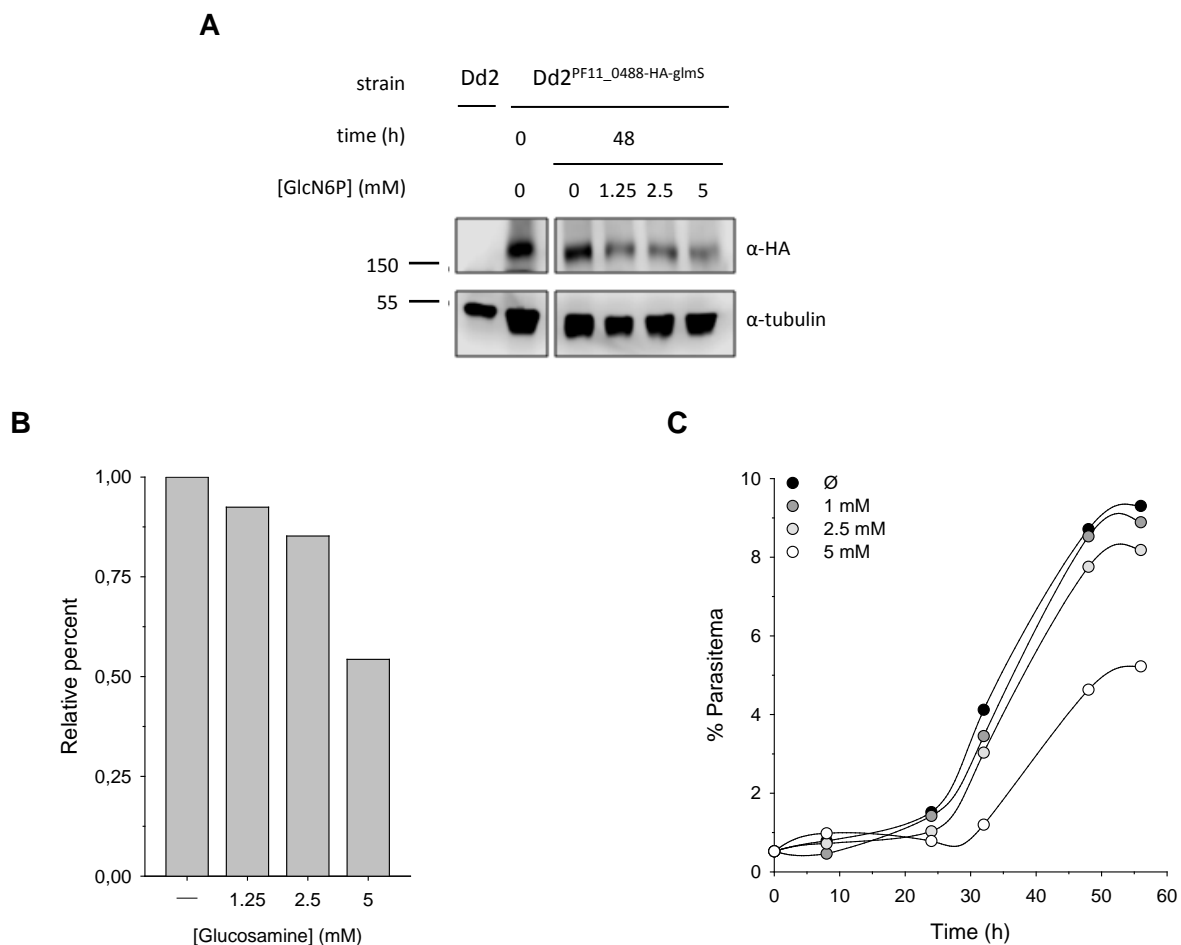 A
strain Dd2 Dd2PF11_0488-HA-glmS
time (h) 0 48
[GlcN6P] (mM) 0 0 1.25 2.5 5
150 α-HA
55 α-tubulin
B
1,00
0,75
0,50
0,25
0,00
Relative percent
— 1.25 2.5 5
[Glucosamine] (mM)
C
10
8
6
4
2
0
% Parasitema
Ø
1 mM
2.5 mM
5 mM
0 10 20 30 40 50 60
Time (h)